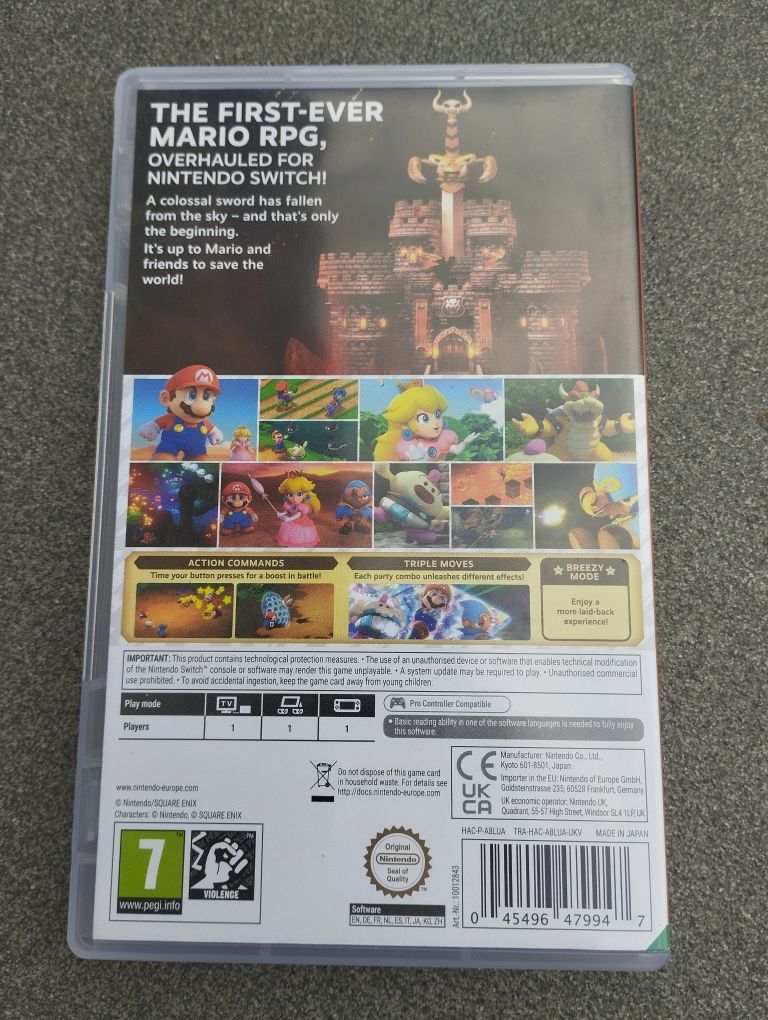 THE FIRST-EVER
MARIO RPG,
OVERHAULED FOR
NINTENDO SWITCH!
A colossal sword has fallen
from the sky – and that's only
the beginning.
It's up to Mario and
friends to save the
world!
ACTION COMMANDS
Time your button presses for a boost in battle!
TRIPLE MOVES
Each party combo unleashes different effects!
BREEZY
MODE
Enjoy a
more laid-back
experience!
IMPORTANT: This product contains technological protection measures. • The use of an unauthorised device or software that enables technical modification
of the Nintendo Switch™ console or software may render this game unplayable. • A system update may be required to play. • Unauthorised commercial
use prohibited. • To avoid accidental ingestion, keep the game card away from young children.
Play mode
TV
Players
1
1
1
Pro Controller Compatible
• Basic reading ability in one of the software languages is needed to fully enjoy
this software.
www.nintendo-europe.com
© Nintendo/SQUARE ENIX
Characters: © Nintendo, © SQUARE ENIX
Do not dispose of this game card
in household waste. For details see
http://docs.nintendo-europe.com
CE
UK
CA
Manufacturer: Nintendo Co., Ltd.,
Kyoto 601-8501, Japan
Importer in the EU: Nintendo of Europe GmbH,
Goldsteinstrasse 235, 60528 Frankfurt, Germany
UK economic operator: Nintendo UK,
Quadrant, 55-57 High Street, Windsor SL4 1LP, UK
HAC-P-A8LUA TRA-HAC-A8LUA-UKV MADE IN JAPAN
7
™
www.pegi.info
™
VIOLENCE
Original
Nintendo
Seal of
Quality
™
Software
EN, DE, FR, NL, ES, IT, JA, KO, ZH
Art.-Nr.: 10012843
0 45496 47994 7